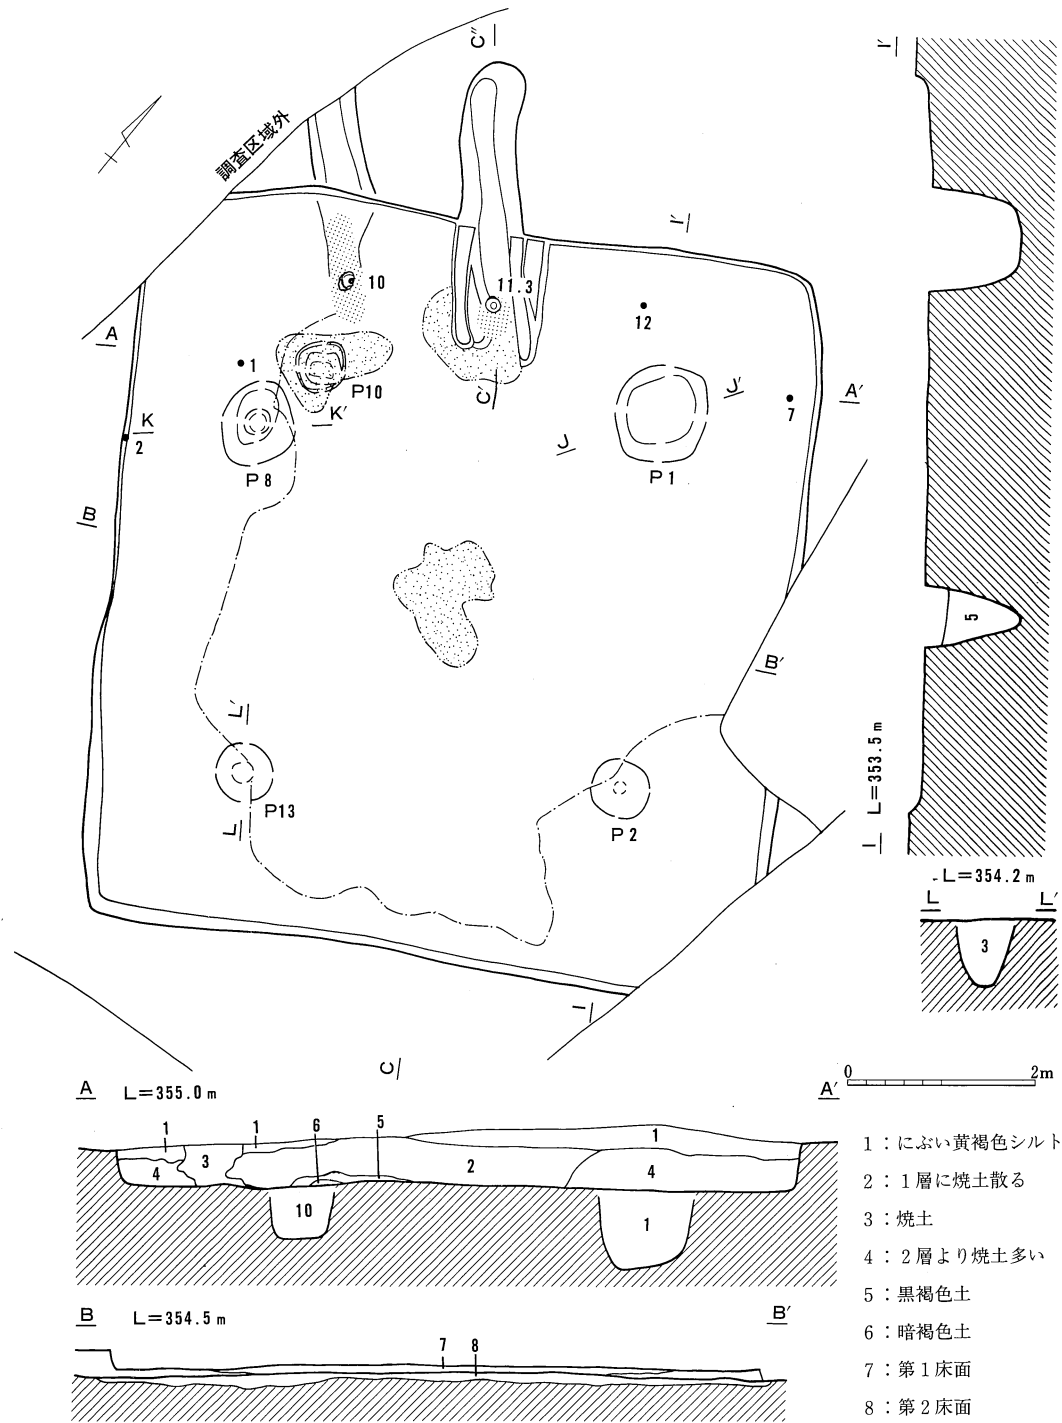 C″
I′
調査区域外
I′
10
11.3
12
A
1
P10
J′
A′
C′
7
K
K′
2
J
P8
P1
B
B′
5
L′
L=353.5m
P13
P2
L
I
L=354.2m
L
L′
3
I
C
0
2m
A
L=355.0m
A′
1
1
6
5
1
4
3
2
4
10
1
B
L=354.5m
B′
7
8
1:にぶい黄褐色シルト
2:1層に焼土散る
3:焼土
4:2層より焼土多い
5:黒褐色土
6:暗褐色土
7:第1床面
8:第2床面